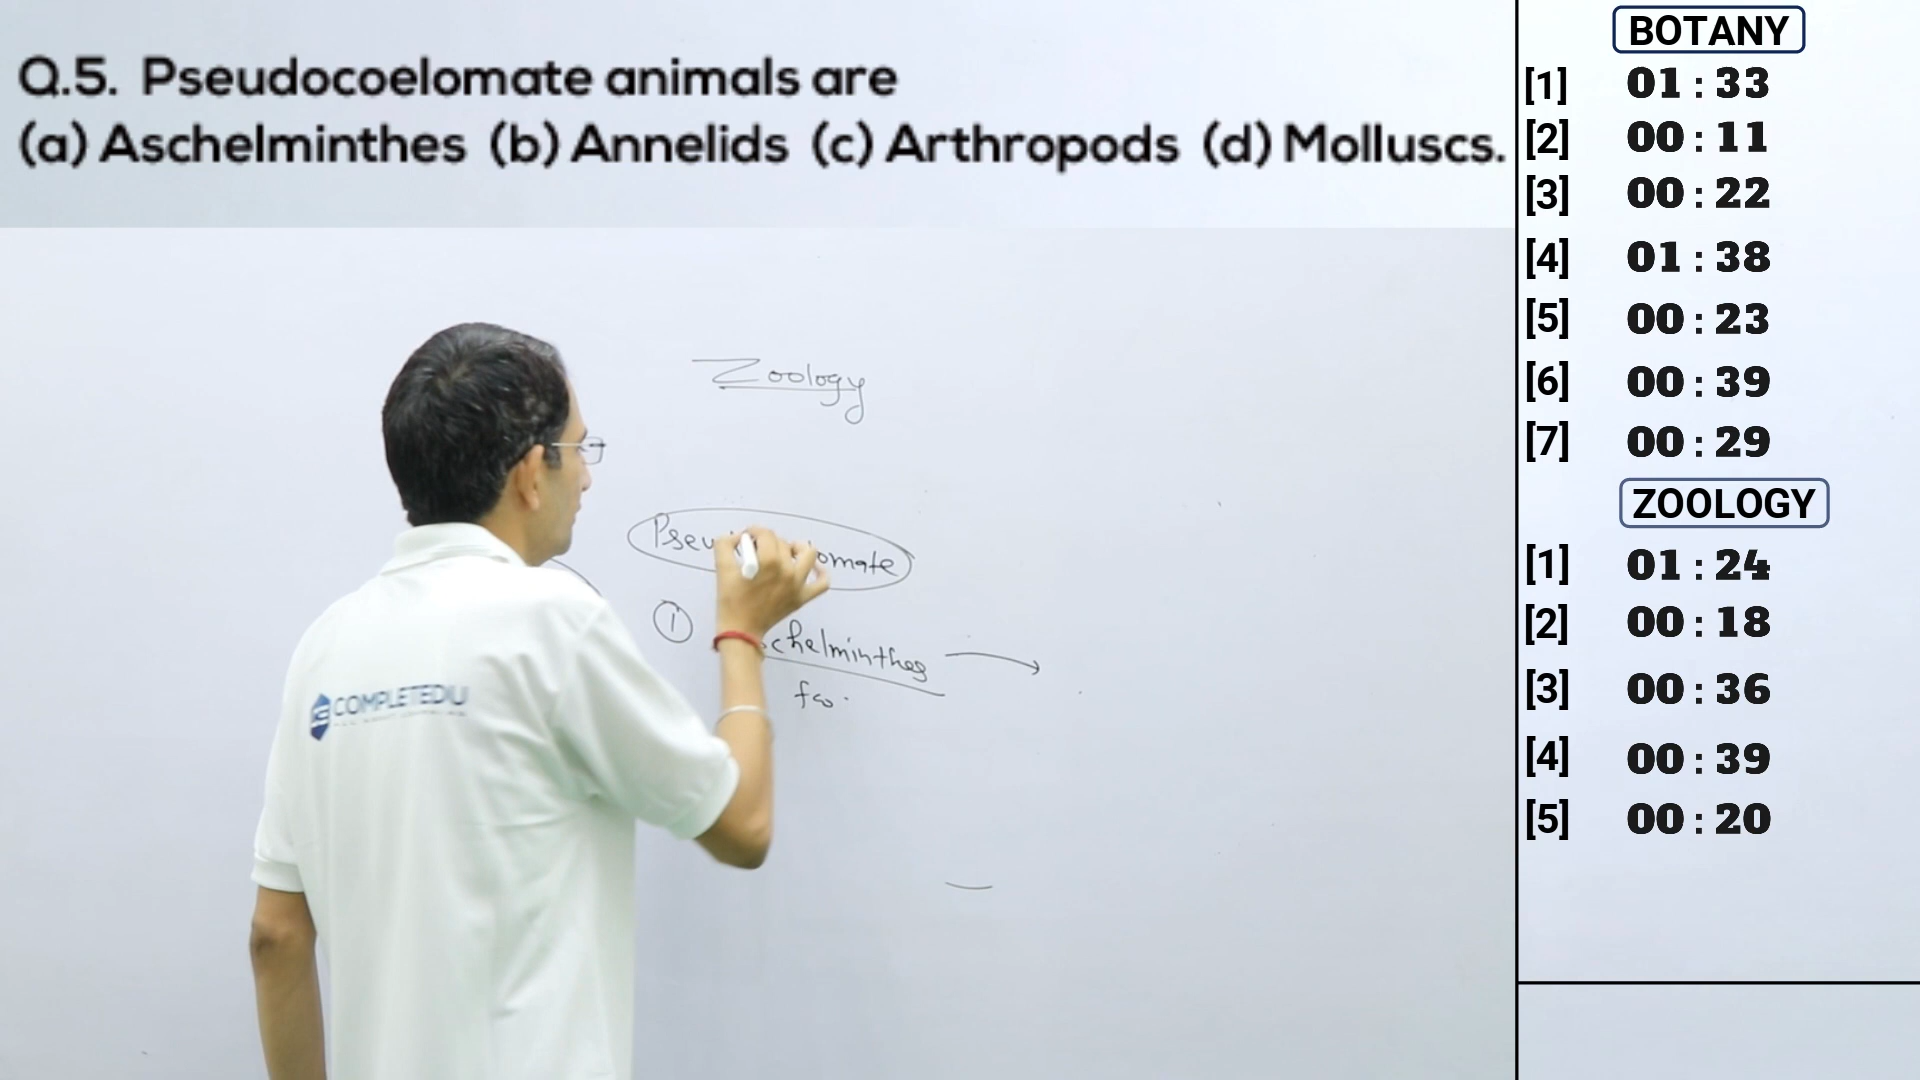 Q.5. Pseudocoelomate animals are
(a) Aschelminthes (b) Annelids (c) Arthropods (d) Molluscs.
BOTANY
[1] 01 : 33
[2] 00 : 11
[3] 00 : 22
[4] 01 : 38
[5] 00 : 23
[6] 00 : 39
[7] 00 : 29
ZOOLOGY
[1] 01 : 24
[2] 00 : 18
[3] 00 : 36
[4] 00 : 39
[5] 00 : 20
Zoology
Pseu omate
1 chelminthes
COMPLETEDU